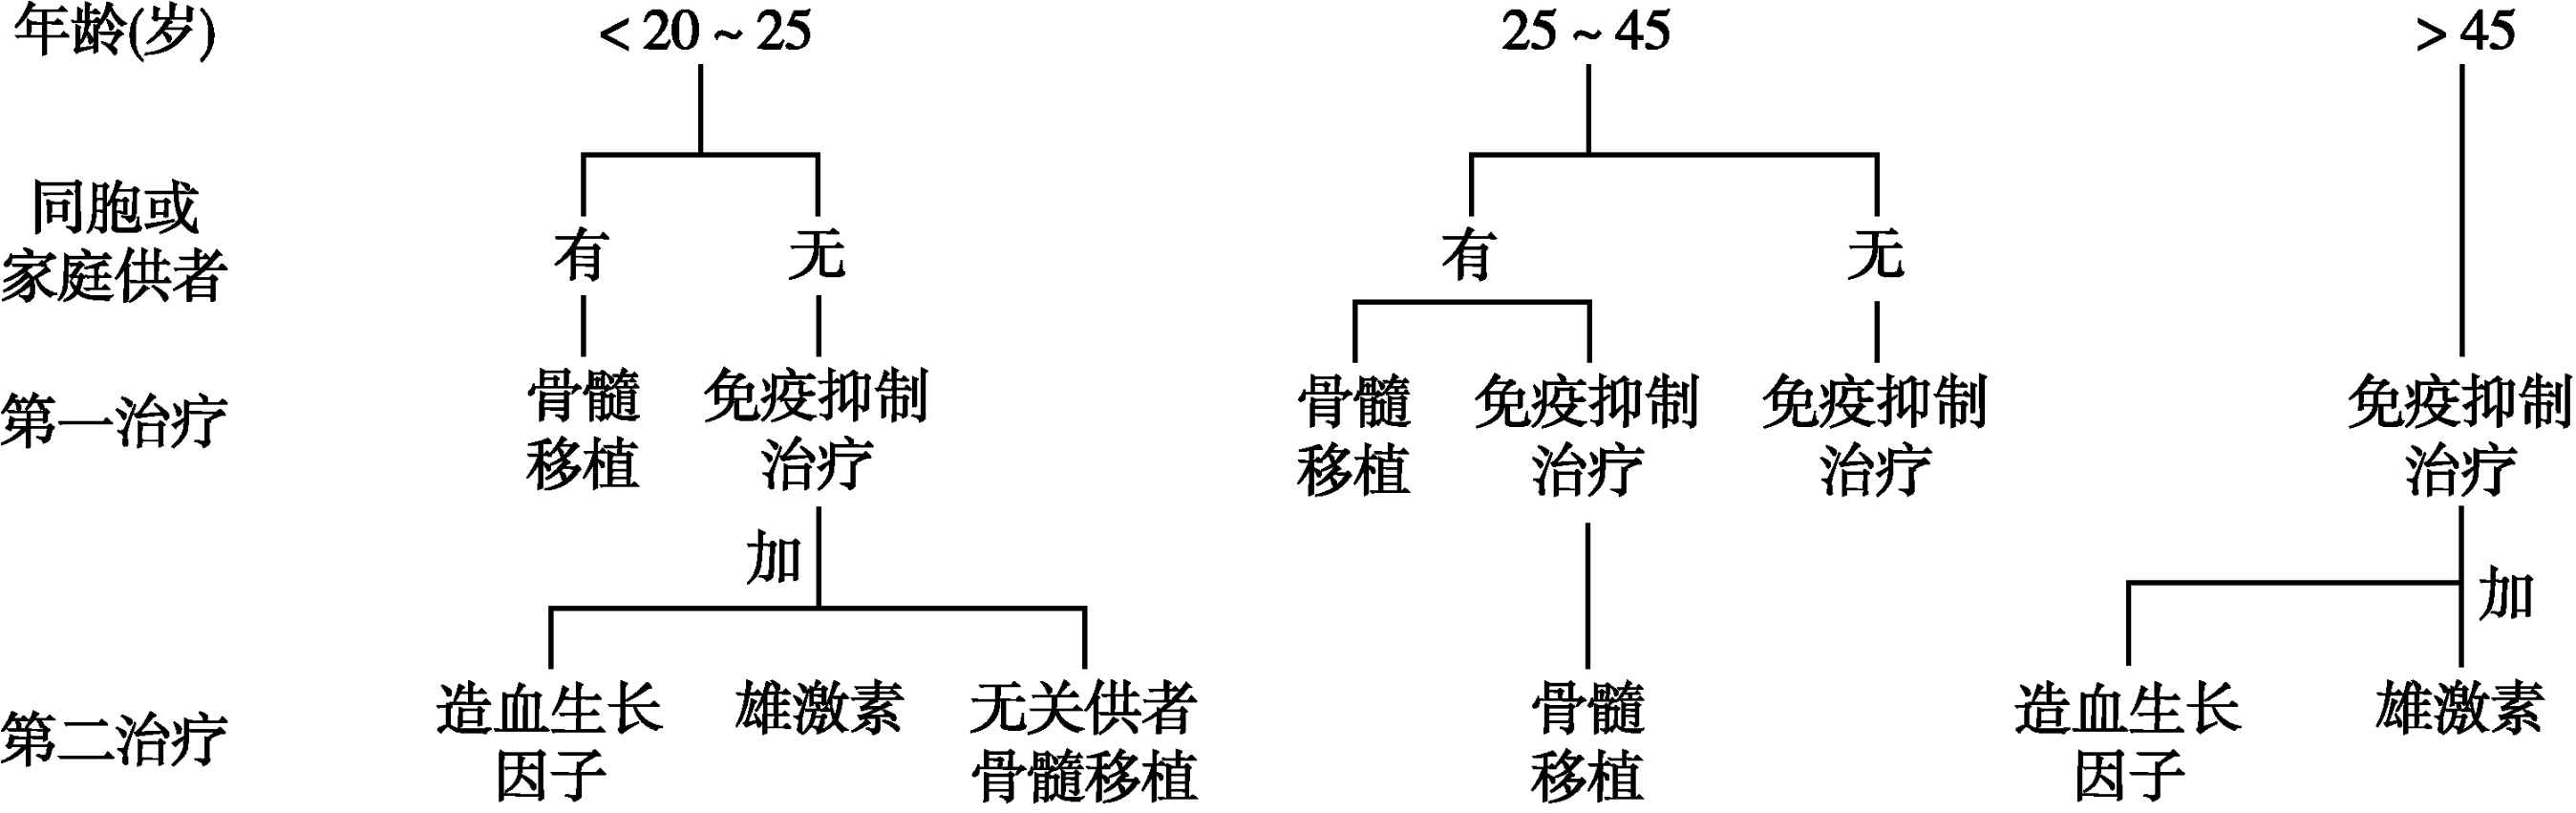 年龄(岁)
< 20 ~ 25
25 ~ 45
> 45
同胞或
家庭供者
有
无
有
无
第一治疗
骨髓
移植
免疫抑制
治疗
骨髓
移植
免疫抑制
治疗
免疫抑制
治疗
免疫抑制
治疗
加
加
第二治疗
造血生长
因子
雄激素
无关供者
骨髓移植
骨髓
移植
造血生长
因子
雄激素